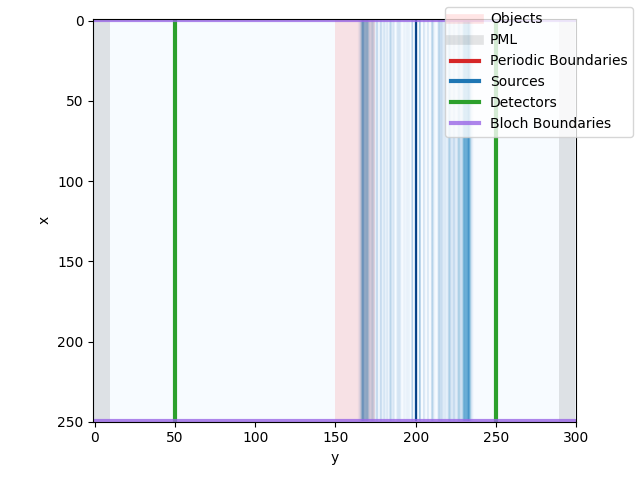 Objects
PML
Periodic Boundaries
Sources
Detectors
Bloch Boundaries
0
50
100
150
200
250
x
0
50
100
150
200
250
300
y